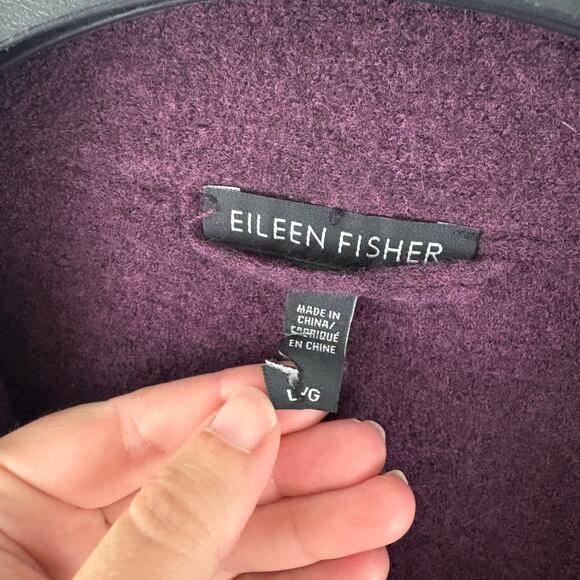 EILEEN FISHER
MADE IN
CHINA/
FABRIQUÉ
EN CHINE
L/G